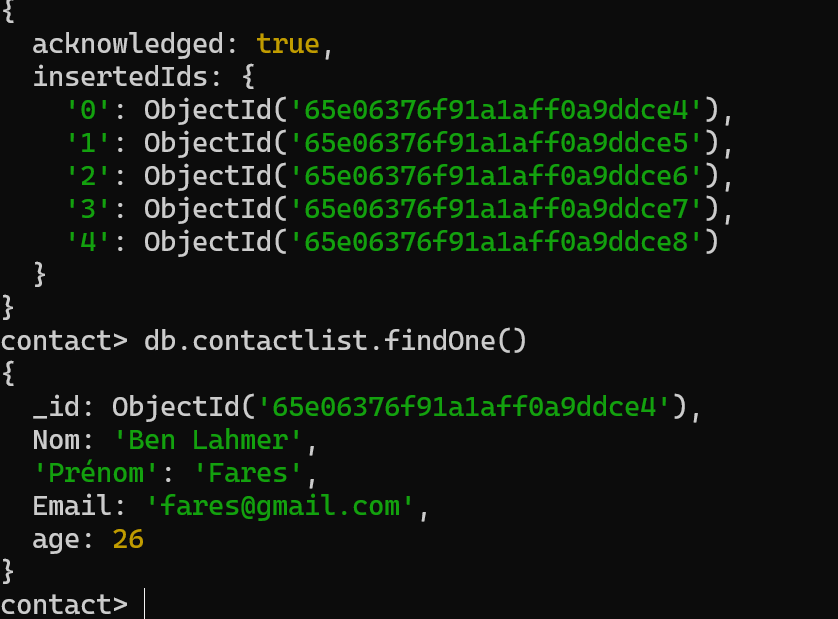 {
  acknowledged: true,
  insertedIds: {
    '0': ObjectId('65e06376f91a1aff0a9ddce4'),
    '1': ObjectId('65e06376f91a1aff0a9ddce5'),
    '2': ObjectId('65e06376f91a1aff0a9ddce6'),
    '3': ObjectId('65e06376f91a1aff0a9ddce7'),
    '4': ObjectId('65e06376f91a1aff0a9ddce8')
  }
}
contact> db.contactlist.findOne()
{
  _id: ObjectId('65e06376f91a1aff0a9ddce4'),
  Nom: 'Ben Lahmer',
  'Prénom': 'Fares',
  Email: 'fares@gmail.com',
  age: 26
}
contact>